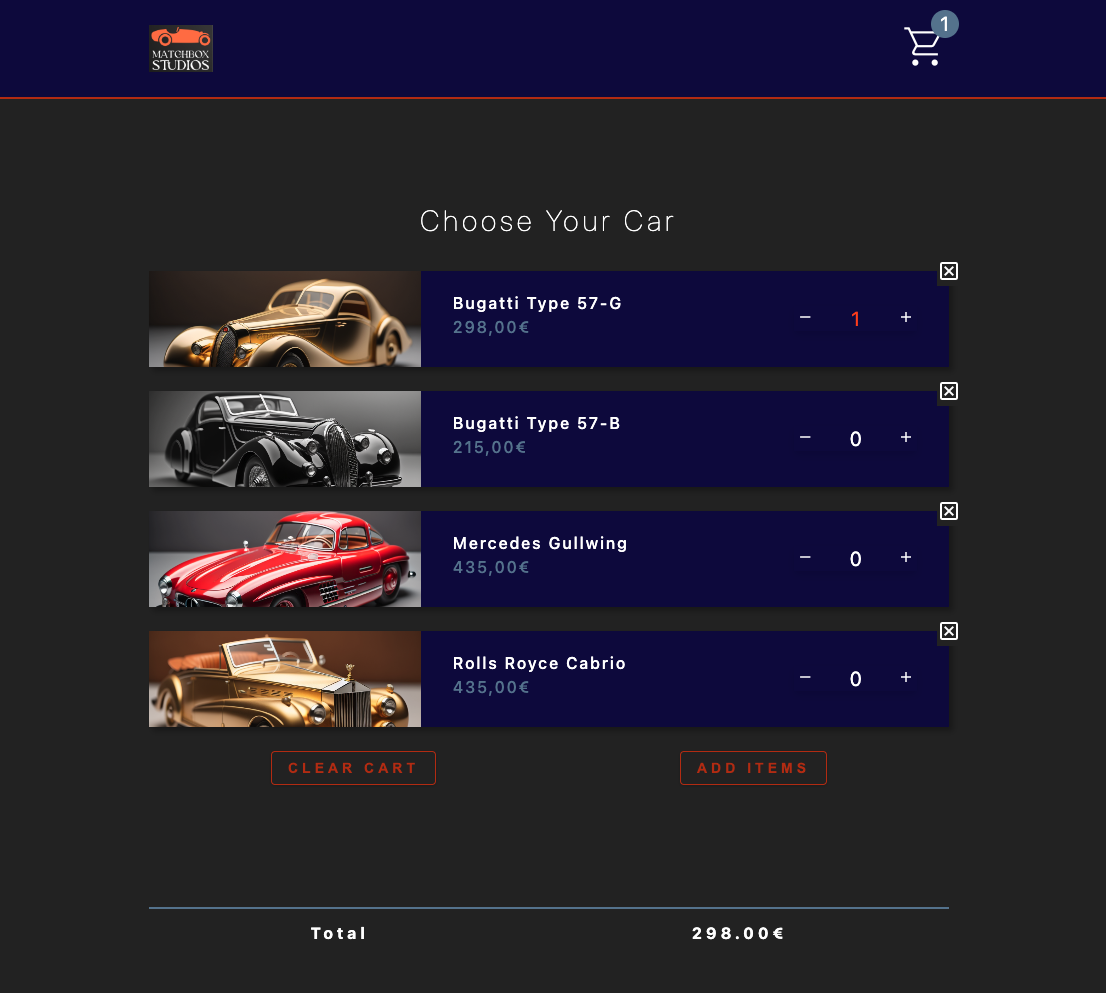 MATCHBOX
STUDIOS
1
Choose Your Car
Bugatti Type 57-G
298,00€
− 1 +
Bugatti Type 57-B
215,00€
− 0 +
Mercedes Gullwing
435,00€
− 0 +
Rolls Royce Cabrio
435,00€
− 0 +
CLEAR CART ADD ITEMS
Total 298.00€